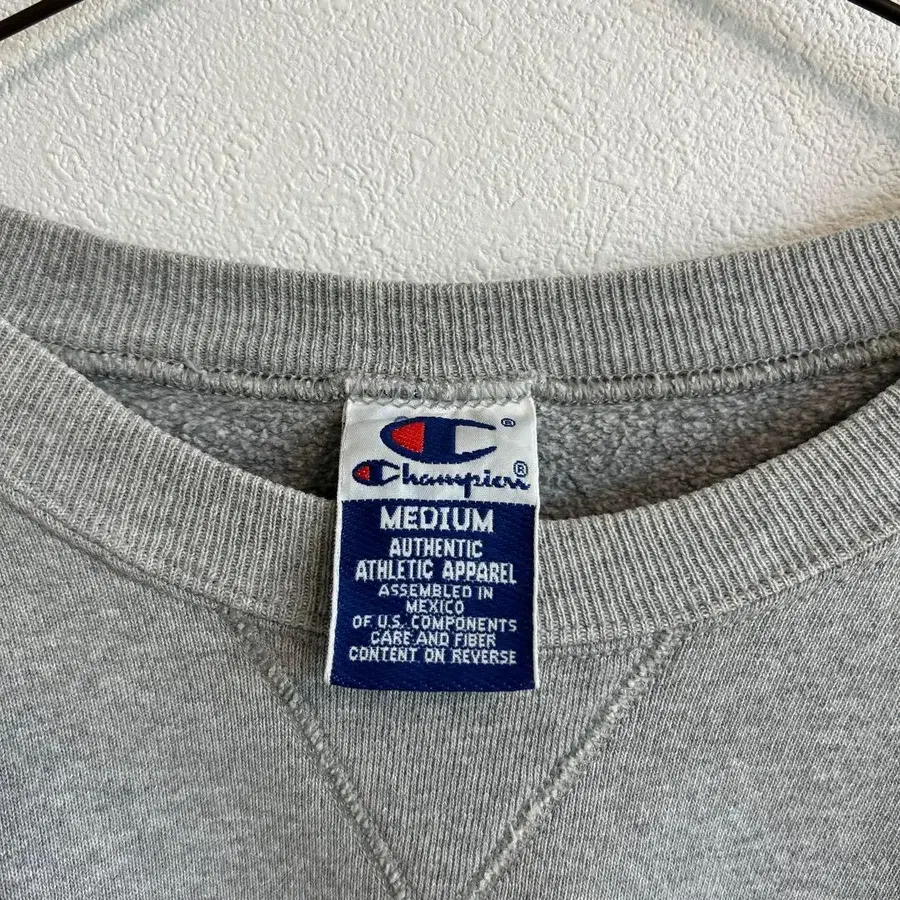 Champion®
MEDIUM
AUTHENTIC
ATHLETIC APPAREL
ASSEMBLED IN
MEXICO
OF U.S. COMPONENTS
CARE AND FIBER
CONTENT ON REVERSE